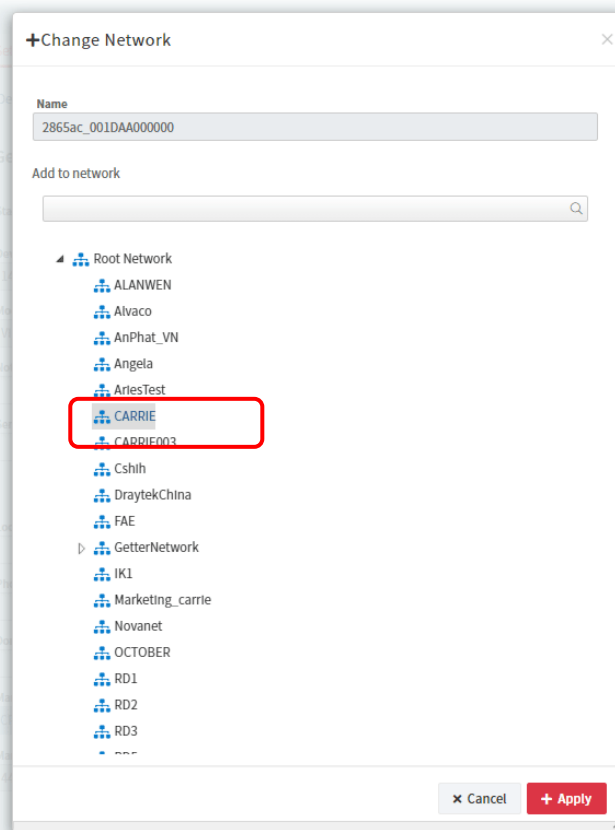 +Change Network
Name
2865ac_001DAA000000
Add to network
Root Network
ALANWEN
Alvaco
AnPhat_VN
Angela
AriesTest
CARRIE
CARRIE003
Cshih
DraytekChina
FAE
GetterNetwork
IK1
Marketing_carrie
Novanet
OCTOBER
RD1
RD2
RD3
Cancel
+ Apply